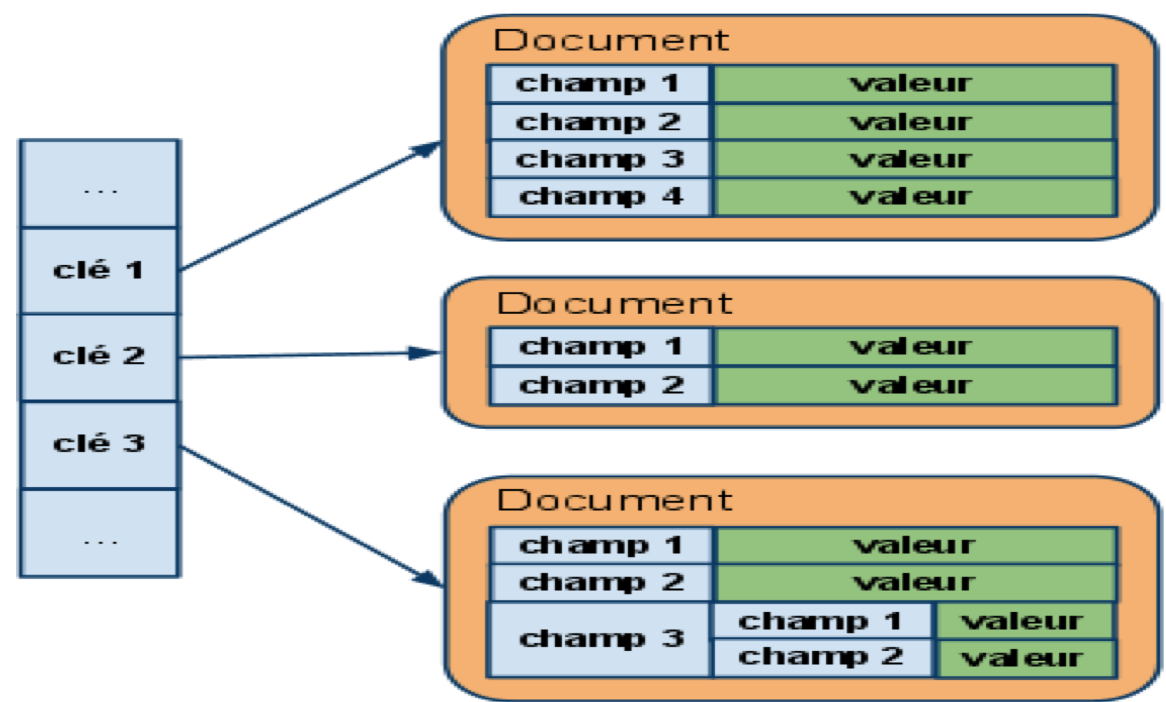 ...
clé 1
clé 2
clé 3
...
Document
champ 1 valeur
champ 2 valeur
champ 3 valeur
champ 4 valeur
Document
champ 1 valeur
champ 2 valeur
Document
champ 1 valeur
champ 2 valeur
champ 3 champ 1 valeur
champ 2 valeur